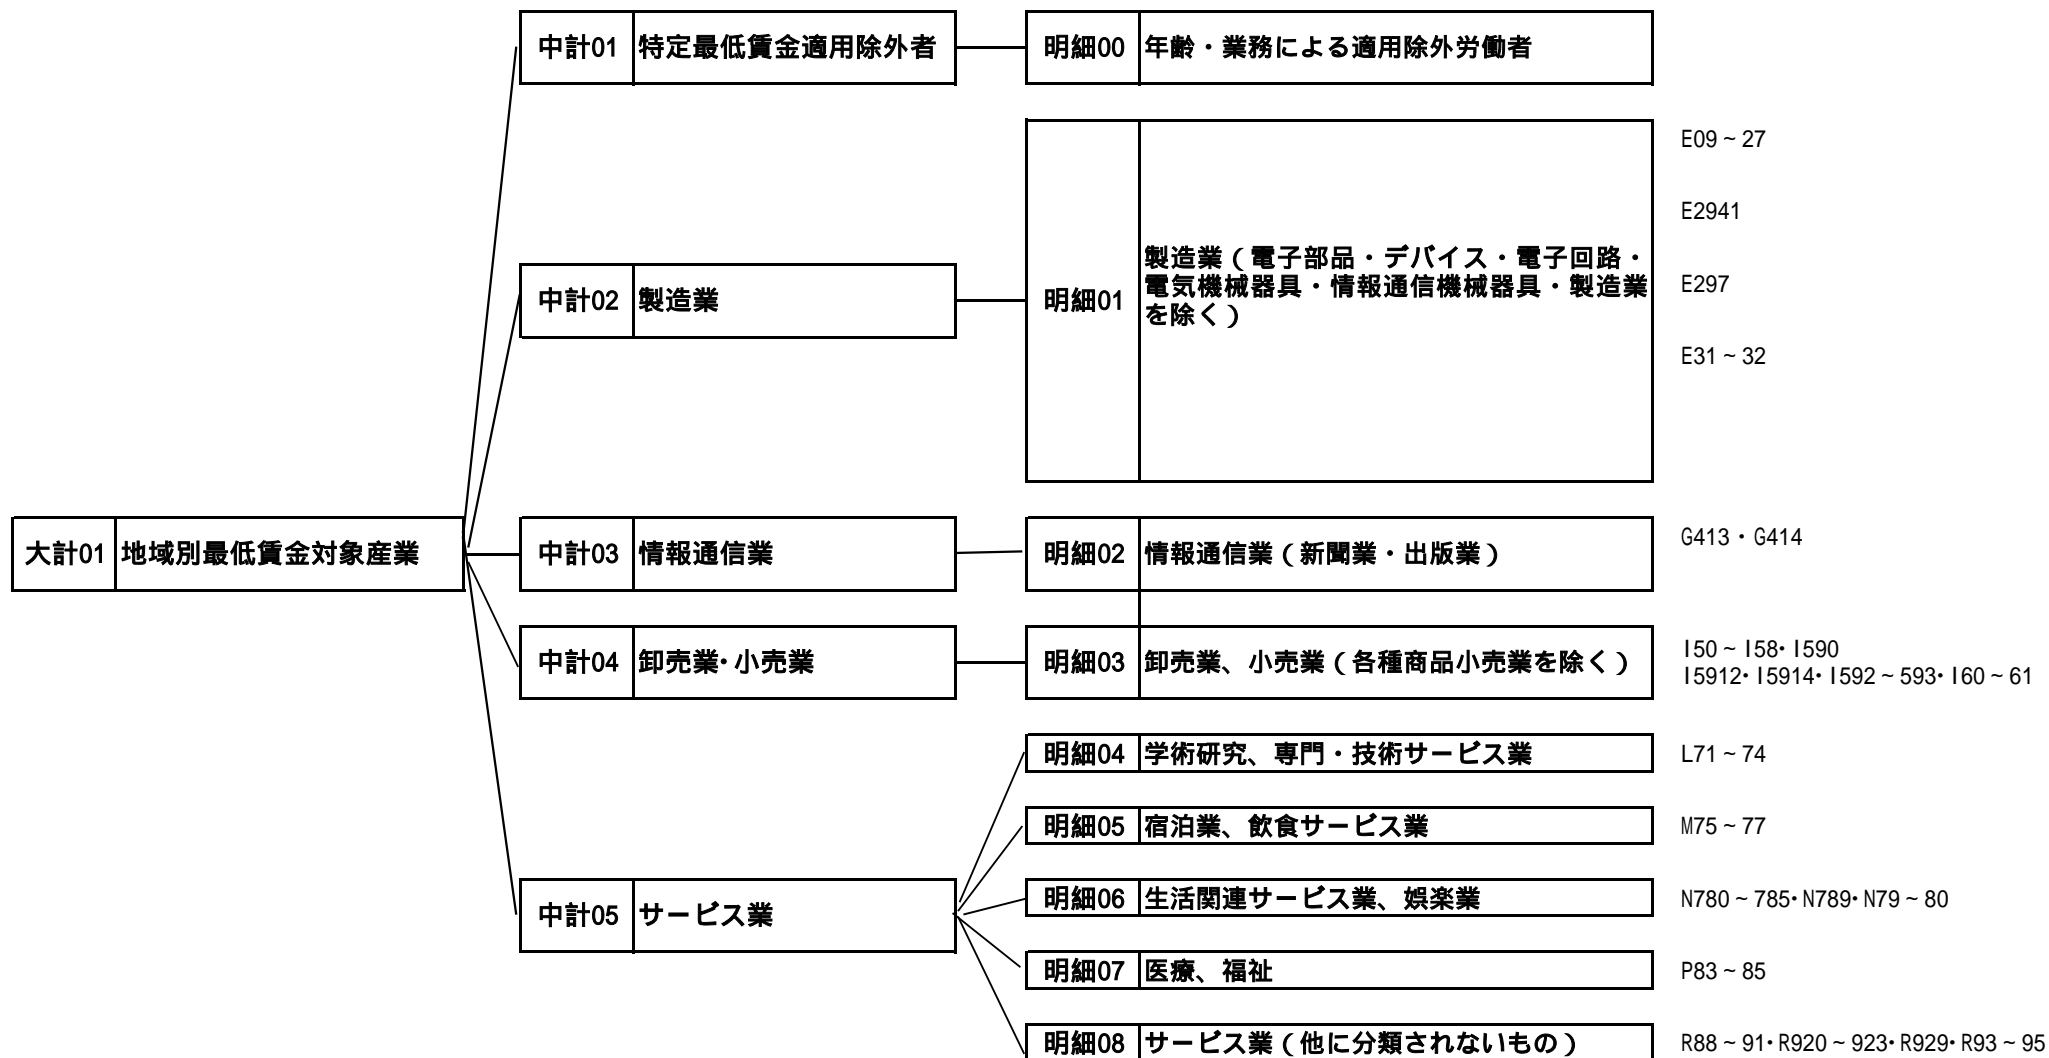 中計01 特定最低賃金適用除外者 明細00 年齢・業務による適用除外労働者
E09~27
E2941
中計02 製造業 明細01 製造業(電子部品・デバイス・電子回路・
電気機械器具・情報通信機械器具・製造業
を除く)
E297
E31~32
大計01 地域別最低賃金対象産業 中計03 情報通信業 明細02 情報通信業(新聞業・出版業) G413・G414
中計04 卸売業・小売業 明細03 卸売業、小売業(各種商品小売業を除く) I50~I58・I590
I5912・I5914・I592~593・I60~61
明細04 学術研究、専門・技術サービス業 L71~74
明細05 宿泊業、飲食サービス業 M75~77
中計05 サービス業 明細06 生活関連サービス業、娯楽業 N780~785・N789・N79~80
明細07 医療、福祉 P83~85
明細08 サービス業(他に分類されないもの) R88~91・R920~923・R929・R93~95